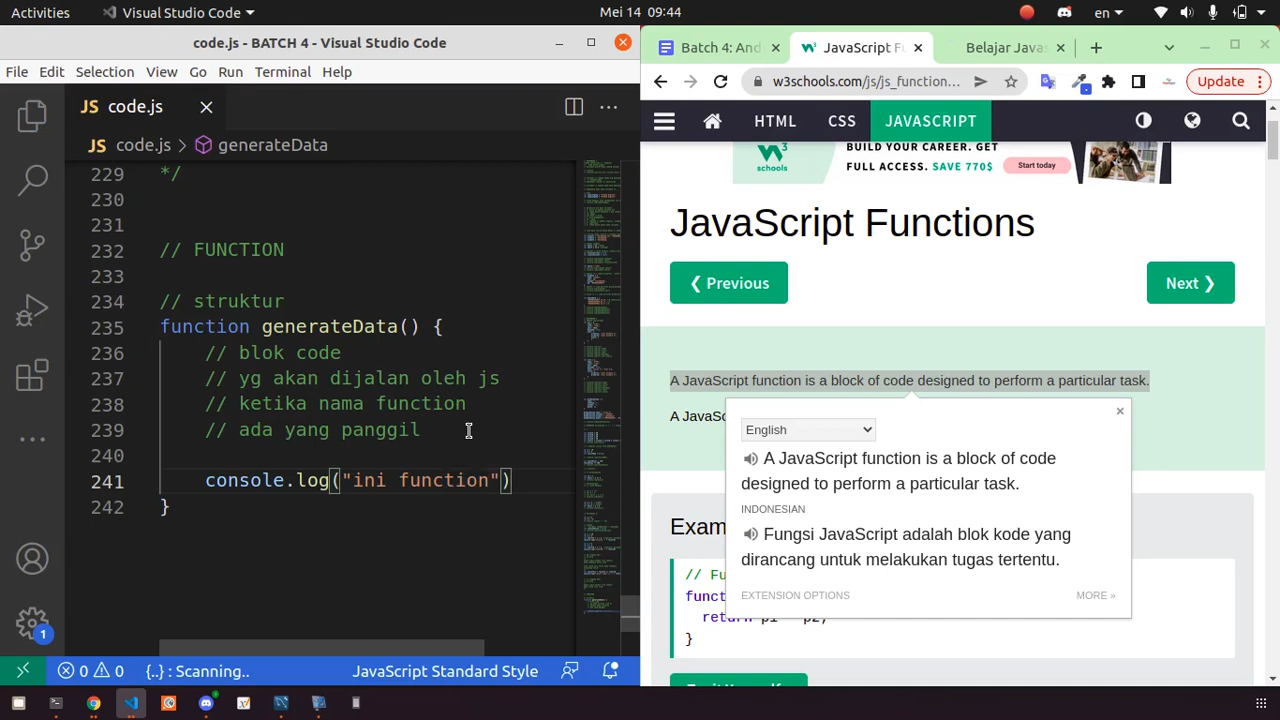 Activities
Visual Studio Code
Mei 14 09:44
en
code.js - BATCH 4 - Visual Studio Code
File Edit Selection View Go Run Terminal Help
JS code.js
JS code.js > generateData
229 */
230
231
232 // FUNCTION
233
234 // struktur
235 function generateData() {
236 // blok code
237 // yg akan dijalan oleh js
238 // ketika nama function
239 // ada yang panggil
240
241 console.log("ini function")
242 }
1
0 0 {..} : Scanning.. JavaScript Standard Style
Batch 4: And
JavaScript Fu
Belajar Javas
w3schools.com/js/js_function...
Update
HTML CSS JAVASCRIPT
W3 schools
BUILD YOUR CAREER. GET
FULL ACCESS. SAVE 770$
Start today
JavaScript Functions
❮ Previous
Next ❯
A JavaScript function is a block of code designed to perform a particular task.
A JavaSc
English
A JavaScript function is a block of code
designed to perform a particular task.
INDONESIAN
Fungsi JavaScript adalah blok kode yang
dirancang untuk melakukan tugas tertentu.
EXTENSION OPTIONS
MORE »
Exam
// Fu
funct
}